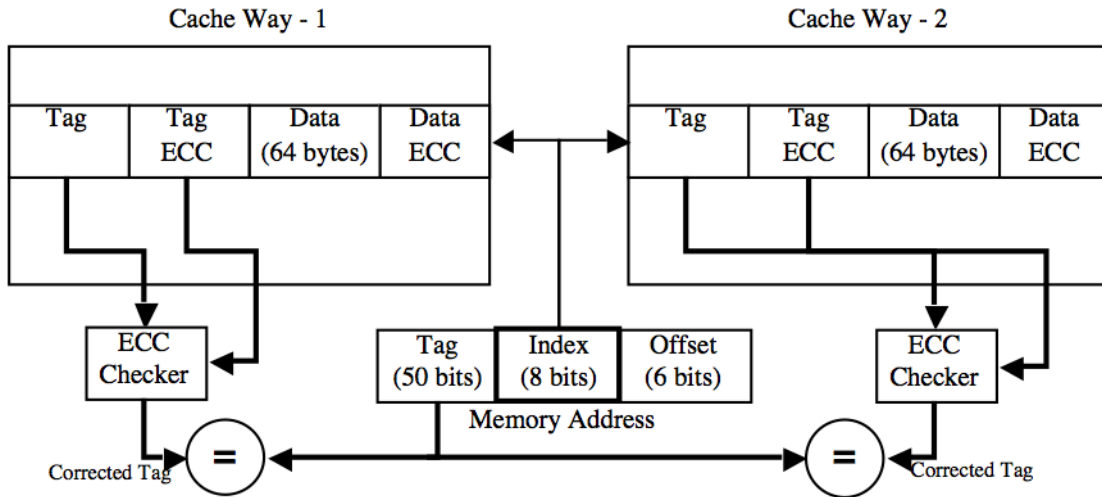 Cache Way - 1
Cache Way - 2
Tag
Tag
ECC
Data
(64 bytes)
Data
ECC
Tag
Tag
ECC
Data
(64 bytes)
Data
ECC
ECC
Checker
Tag
(50 bits)
Index
(8 bits)
Offset
(6 bits)
ECC
Checker
Memory Address
Corrected Tag
=
=
Corrected Tag